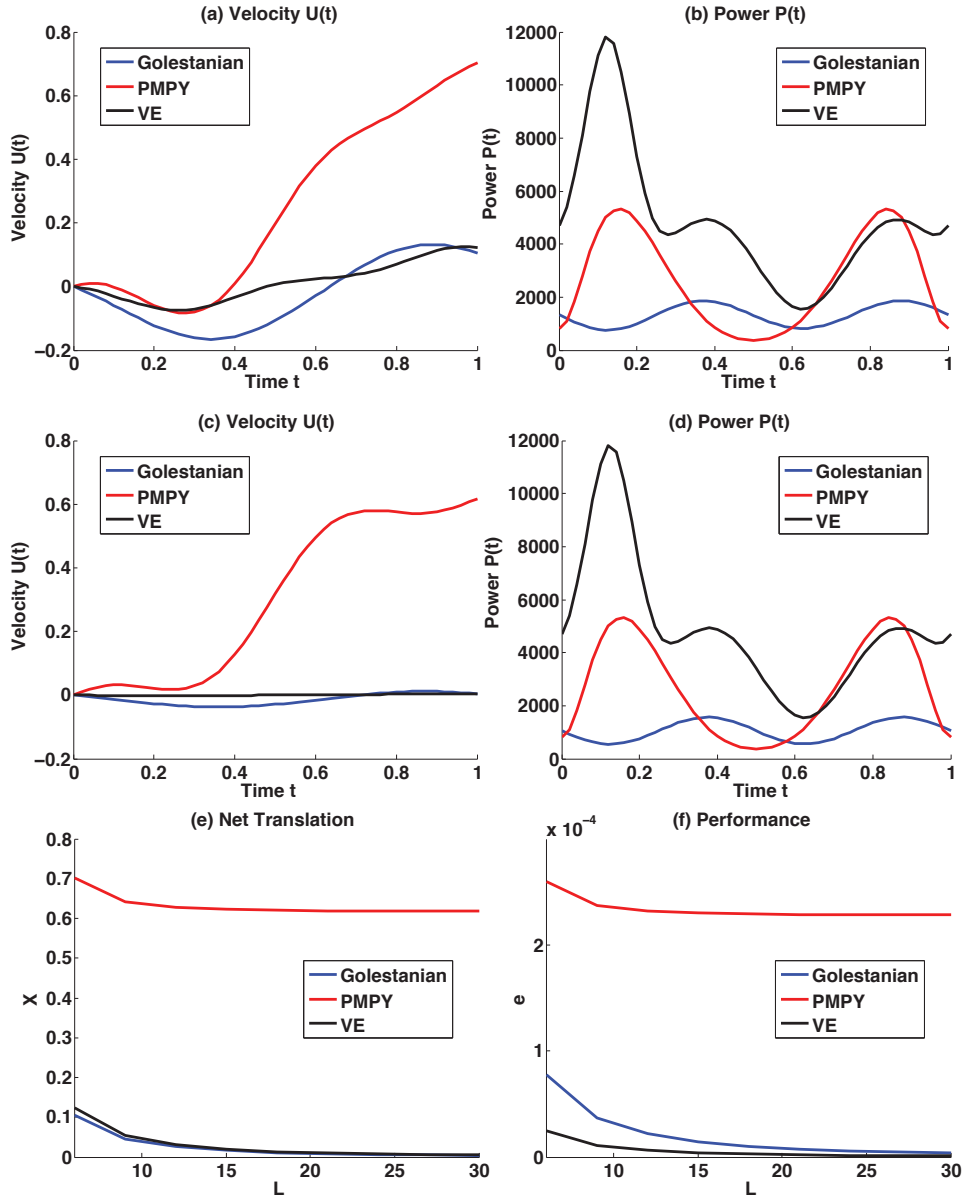 (a) Velocity U(t)
Velocity U(t)
0.8
0.6
0.4
0.2
0
−0.2
0 0.2 0.4 0.6 0.8 1
Time t
Golestanian
PMPY
VE
(b) Power P(t)
Power P(t)
12000
10000
8000
6000
4000
2000
0
0 0.2 0.4 0.6 0.8 1
Time t
Golestanian
PMPY
VE
(c) Velocity U(t)
Velocity U(t)
0.8
0.6
0.4
0.2
0
−0.2
0 0.2 0.4 0.6 0.8 1
Time t
Golestanian
PMPY
VE
(d) Power P(t)
Power P(t)
12000
10000
8000
6000
4000
2000
0
0 0.2 0.4 0.6 0.8 1
Time t
Golestanian
PMPY
VE
(e) Net Translation
X
0.8
0.7
0.6
0.5
0.4
0.3
0.2
0.1
0
10 15 20 25 30
L
Golestanian
PMPY
VE
(f) Performance
x 10⁻⁴
e
2
1
0
10 15 20 25 30
L
Golestanian
PMPY
VE